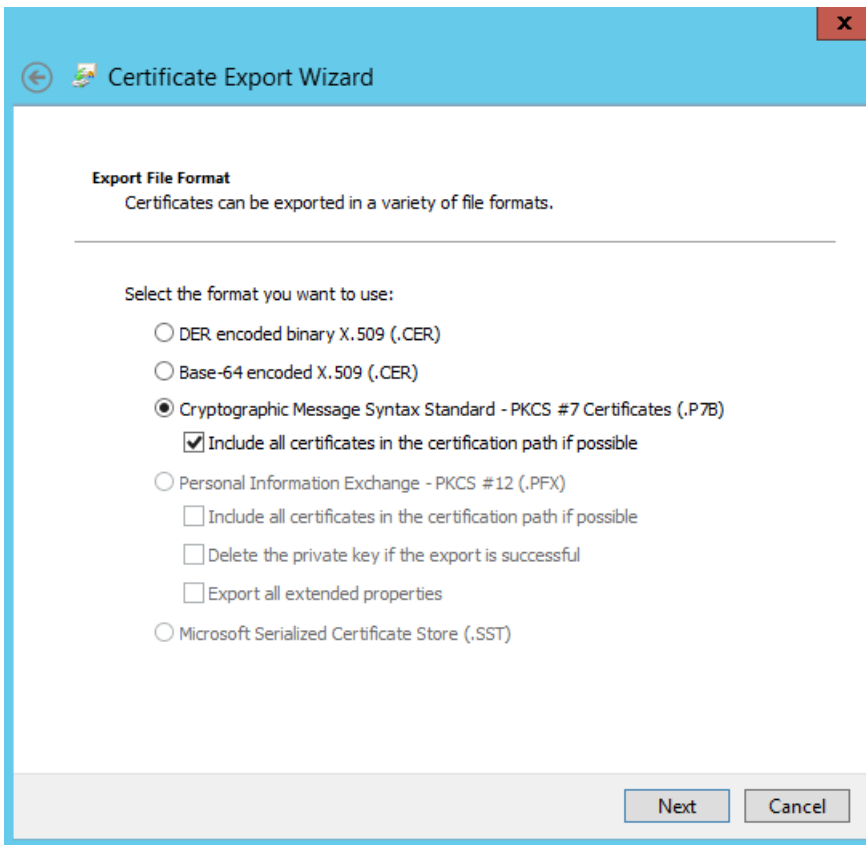 x
Certificate Export Wizard
Export File Format
Certificates can be exported in a variety of file formats.
Select the format you want to use:
DER encoded binary X.509 (.CER)
Base-64 encoded X.509 (.CER)
Cryptographic Message Syntax Standard - PKCS #7 Certificates (.P7B)
Include all certificates in the certification path if possible
Personal Information Exchange - PKCS #12 (.PFX)
Include all certificates in the certification path if possible
Delete the private key if the export is successful
Export all extended properties
Microsoft Serialized Certificate Store (.SST)
Next Cancel